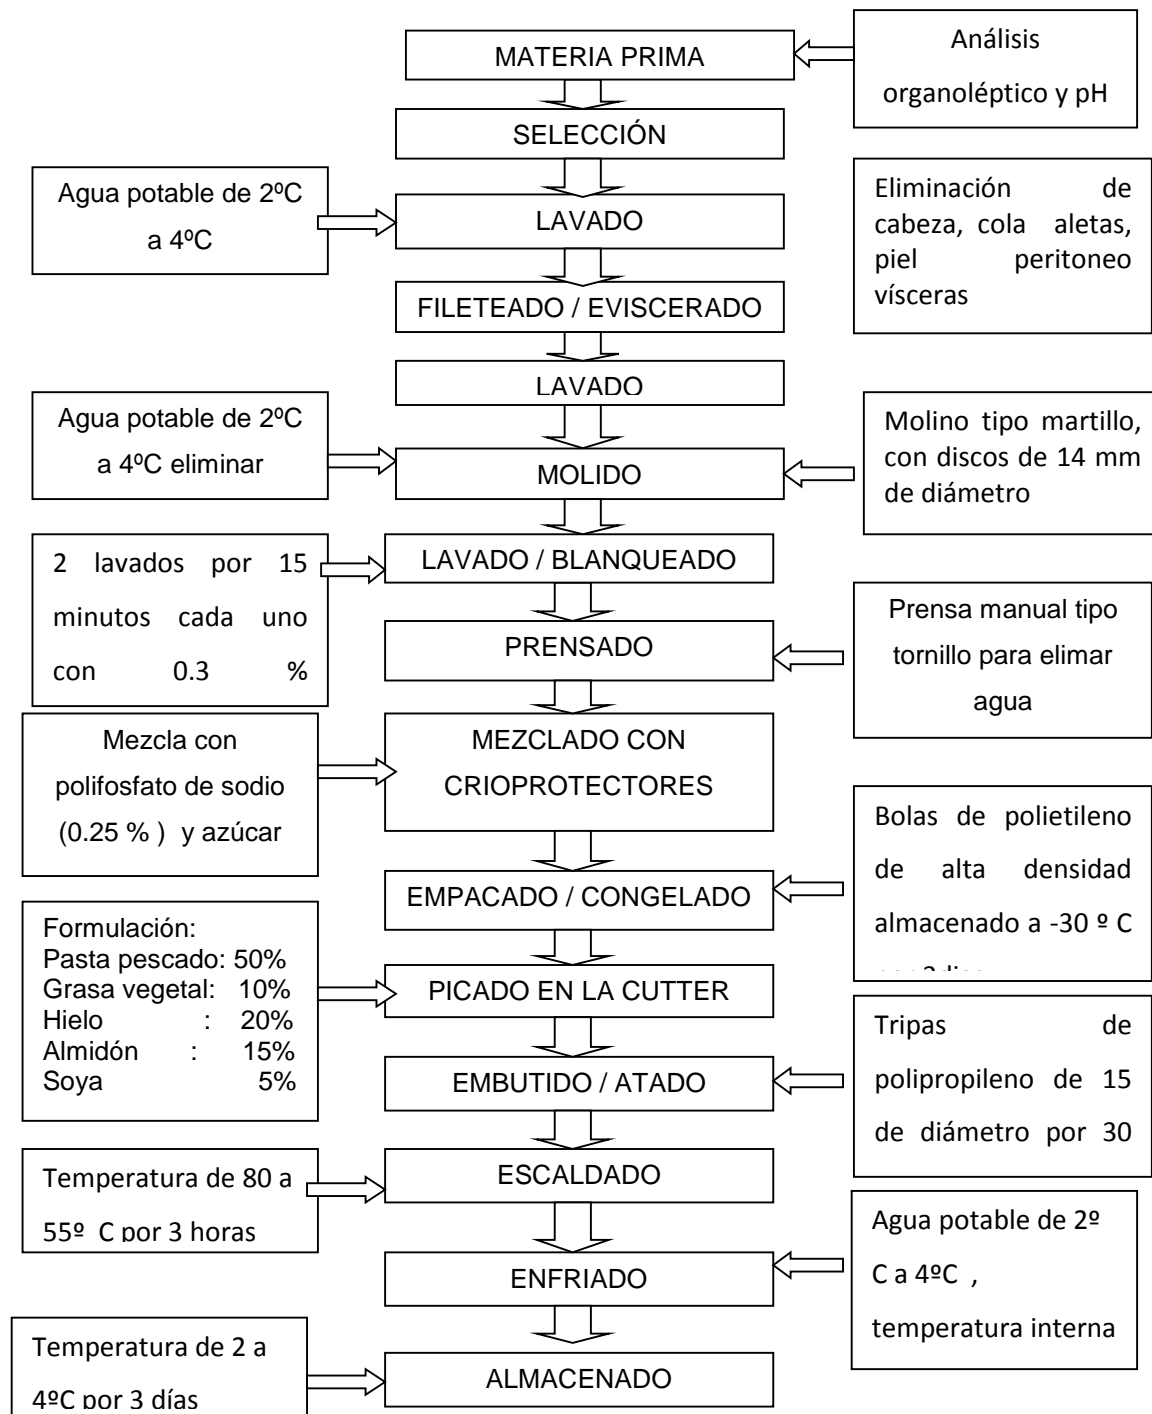 MATERIA PRIMA
Análisis
organoléptico y pH
SELECCIÓN
Agua potable de 2ºC
a 4ºC
LAVADO
Eliminación de
cabeza, cola aletas,
piel peritoneo
vísceras
FILETEADO / EVISCERADO
LAVADO
Agua potable de 2ºC
a 4ºC eliminar
MOLIDO
Molino tipo martillo,
con discos de 14 mm
de diámetro
2 lavados por 15
minutos cada uno
con 0.3 %
LAVADO / BLANQUEADO
PRENSADO
Prensa manual tipo
tornillo para elimar
agua
Mezcla con
polifosfato de sodio
(0.25 % ) y azúcar
MEZCLADO CON
CRIOPROTECTORES
Bolas de polietileno
de alta densidad
almacenado a -30 º C
EMPACADO / CONGELADO
Formulación:
Pasta pescado: 50%
Grasa vegetal: 10%
Hielo : 20%
Almidón : 15%
Soya 5%
PICADO EN LA CUTTER
EMBUTIDO / ATADO
Tripas de
polipropileno de 15
de diámetro por 30
Temperatura de 80 a
55º C por 3 horas
ESCALDADO
ENFRIADO
Agua potable de 2º
C a 4ºC ,
temperatura interna
Temperatura de 2 a
4ºC por 3 días
ALMACENADO